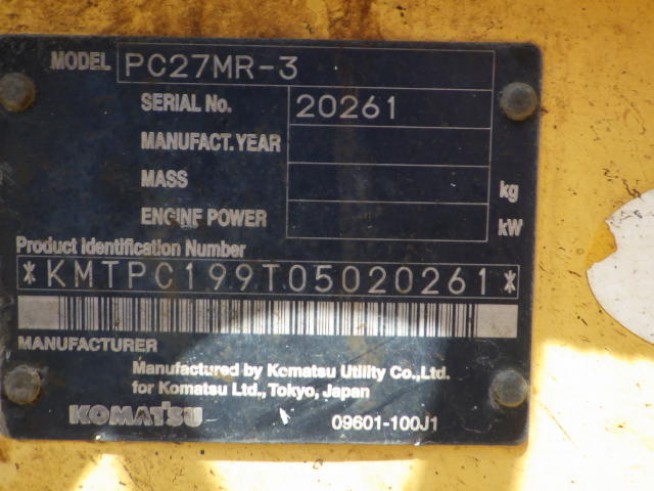 MODEL PC27MR-3
SERIAL No. 20261
MANUFACT.YEAR
MASS kg
ENGINE POWER kW
Product Identification Number
*KMTPC199T05020261*
MANUFACTURER
Manufactured by Komatsu Utility Co.,Ltd.
for Komatsu Ltd., Tokyo, Japan
KOMATSU 09601-100J1